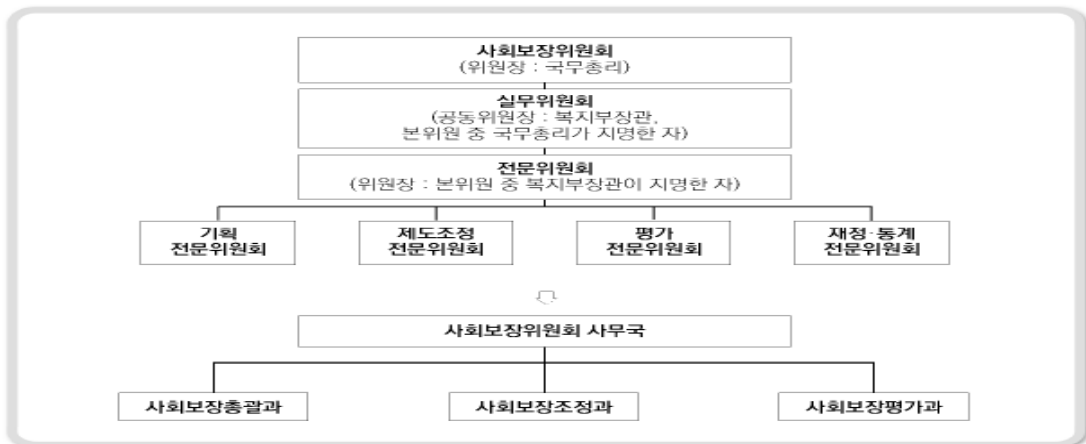 사회보장위원회
(위원장 : 국무총리)
실무위원회
(공동위원장 : 복지부장관,
본위원 중 국무총리가 지명한 자)
전문위원회
(위원장 : 본위원 중 복지부장관이 지명한 자)
기획
전문위원회
제도조정
전문위원회
평가
전문위원회
재정·통계
전문위원회
사회보장위원회 사무국
사회보장총괄과
사회보장조정과
사회보장평가과